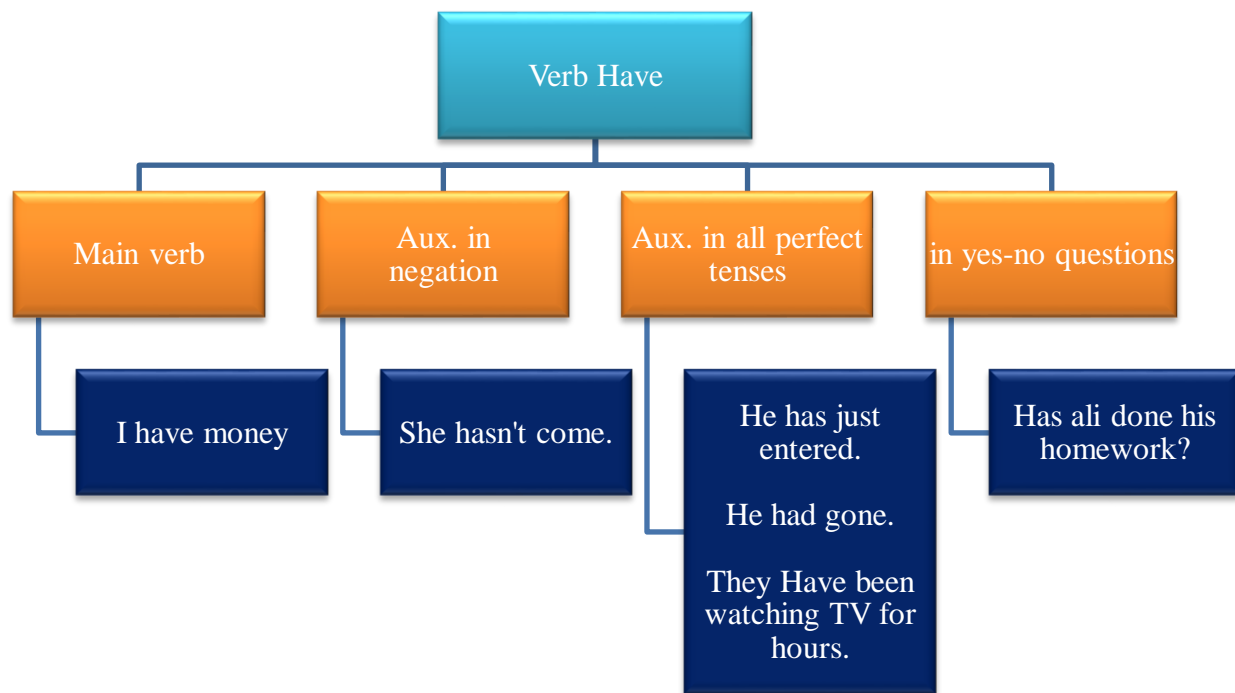 Verb Have
Main verb
Aux. in
negation
Aux. in all perfect
tenses
in yes-no questions
I have money
She hasn't come.
He has just
entered.
He had gone.
They Have been
watching TV for
hours.
Has ali done his
homework?